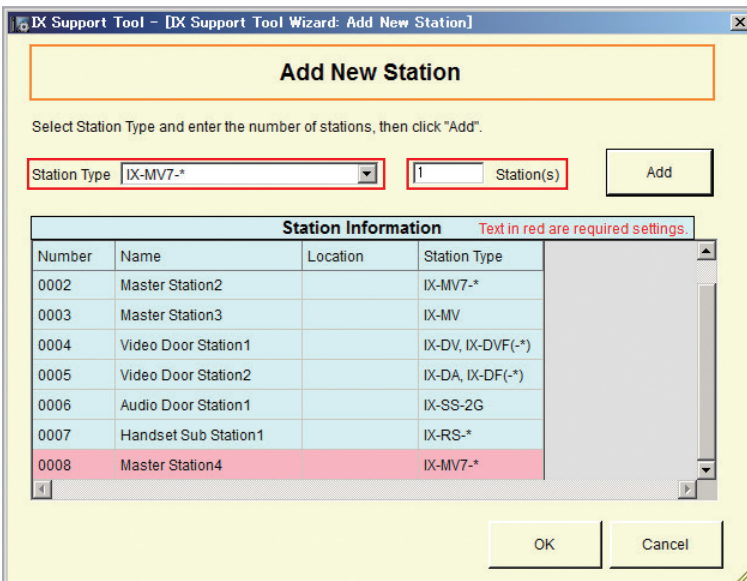 IX Support Tool - [IX Support Tool Wizard: Add New Station]
Add New Station
Select Station Type and enter the number of stations, then click "Add".
Station Type IX-MV7-* 1 Station(s) Add
Station Information Text in red are required settings.
Number Name Location Station Type
0002 Master Station2 IX-MV7-*
0003 Master Station3 IX-MV
0004 Video Door Station1 IX-DV, IX-DVF(-*)
0005 Video Door Station2 IX-DA, IX-DF(-*)
0006 Audio Door Station1 IX-SS-2G
0007 Handset Sub Station1 IX-RS-*
0008 Master Station4 IX-MV7-*
OK Cancel